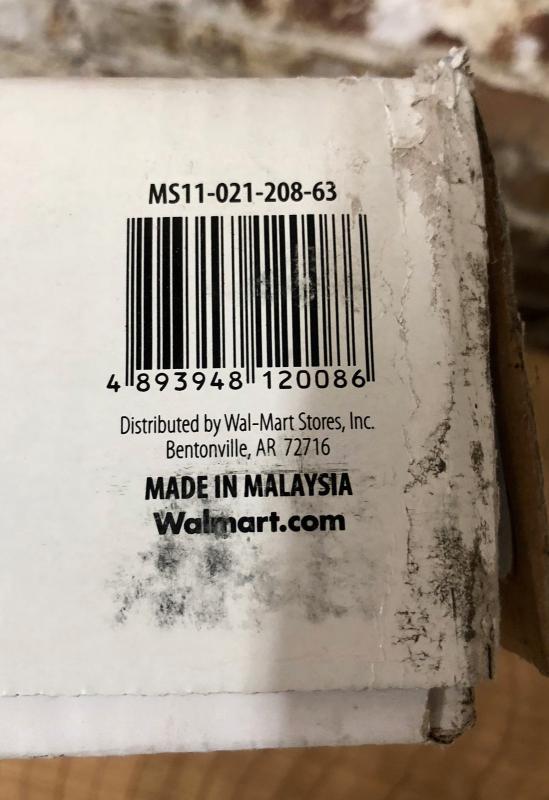 MS11-021-208-63
4 893948 120086
Distributed by Wal-Mart Stores, Inc.
Bentonville, AR 72716
MADE IN MALAYSIA
Walmart.com